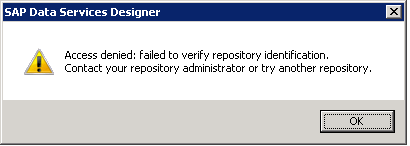 SAP Data Services Designer
Access denied: failed to verify repository identification.
Contact your repository administrator or try another repository.
OK